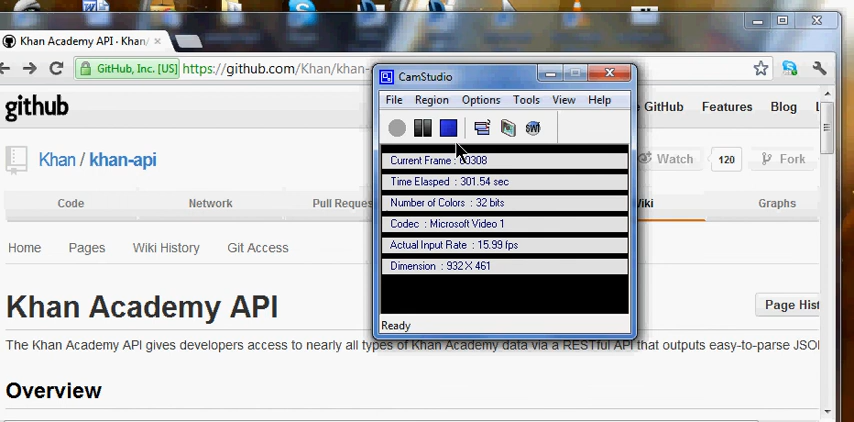 Khan Academy API · Khan/
GitHub, Inc. [US] https://github.com/Khan/khan-
CamStudio
File Region Options Tools View Help
github
GitHub Features Blog
Khan / khan-api
Watch 120 Fork
Code Network Pull Reques Wiki Graphs
Home Pages Wiki History Git Access
Current Frame : 00308
Time Elasped : 301.54 sec
Number of Colors : 32 bits
Codec : Microsoft Video 1
Actual Input Rate : 15.99 fps
Dimension : 932 X 461
Ready
Khan Academy API
Page Hist
The Khan Academy API gives developers access to nearly all types of Khan Academy data via a RESTful API that outputs easy-to-parse JSO
Overview